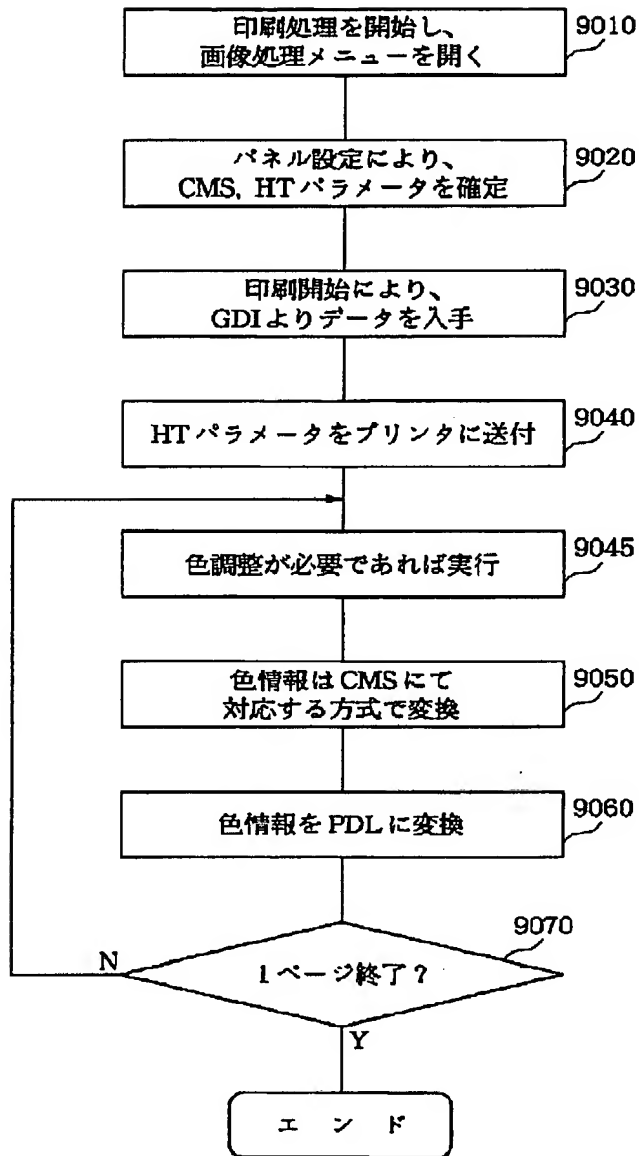 印刷処理を開始し、
画像処理メニューを開く
9010
パネル設定により、
CMS, HTパラメータを確定
9020
印刷開始により、
GDIよりデータを入手
9030
HTパラメータをプリンタに送付
9040
色調整が必要であれば実行
9045
色情報はCMSにて
対応する方式で変換
9050
色情報をPDLに変換
9060
9070
N
1ページ終了?
Y
エンド